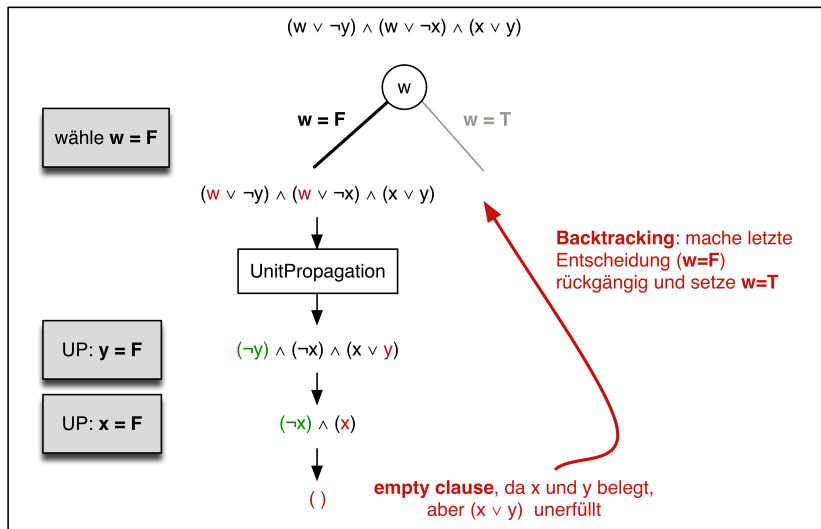 (w ∨ ¬y) ∧ (w ∨ ¬x) ∧ (x ∨ y)
w
w = F
w = T
wähle w = F
(w ∨ ¬y) ∧ (w ∨ ¬x) ∧ (x ∨ y)
UnitPropagation
Backtracking: mache letzte
Entscheidung (w=F)
rückgängig und setze w=T
UP: y = F
(¬y) ∧ (¬x) ∧ (x ∨ y)
UP: x = F
(¬x) ∧ (x)
( )
empty clause, da x und y belegt,
aber (x ∨ y) unerfüllt